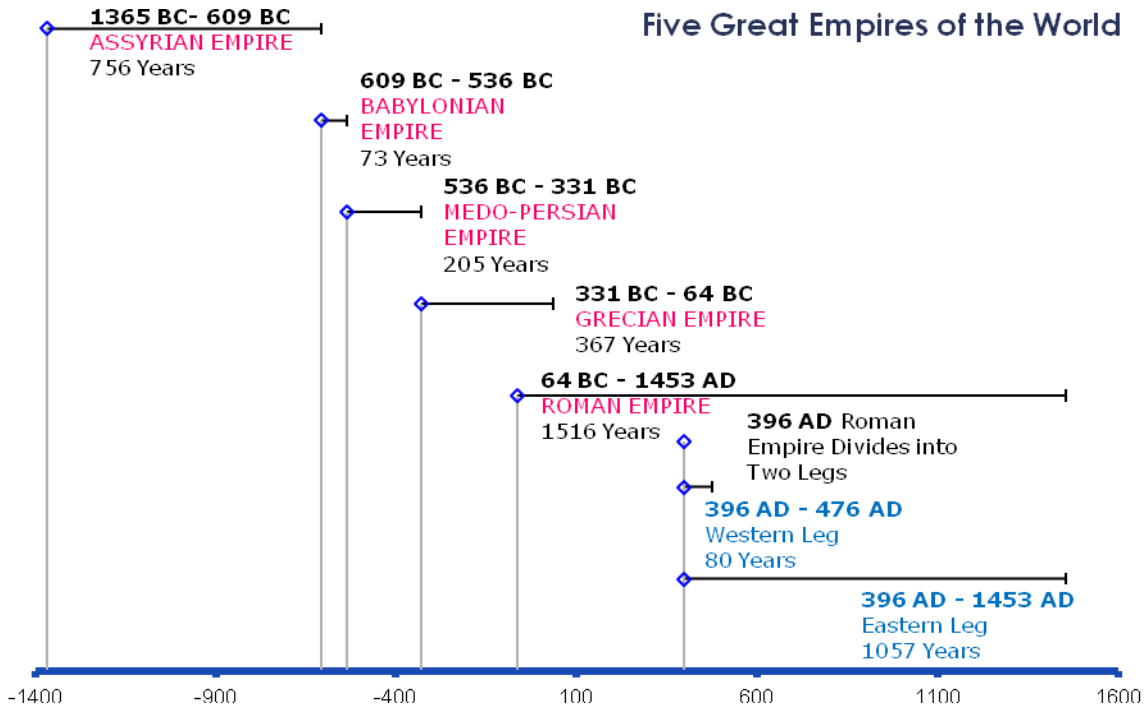 Five Great Empires of the World
1365 BC- 609 BC
ASSYRIAN EMPIRE
756 Years
609 BC - 536 BC
BABYLONIAN
EMPIRE
73 Years
536 BC - 331 BC
MEDO-PERSIAN
EMPIRE
205 Years
331 BC - 64 BC
GRECIAN EMPIRE
367 Years
64 BC - 1453 AD
ROMAN EMPIRE
1516 Years
396 AD Roman
Empire Divides into
Two Legs
396 AD - 476 AD
Western Leg
80 Years
396 AD - 1453 AD
Eastern Leg
1057 Years
-1400 -900 -400 100 600 1100 1600